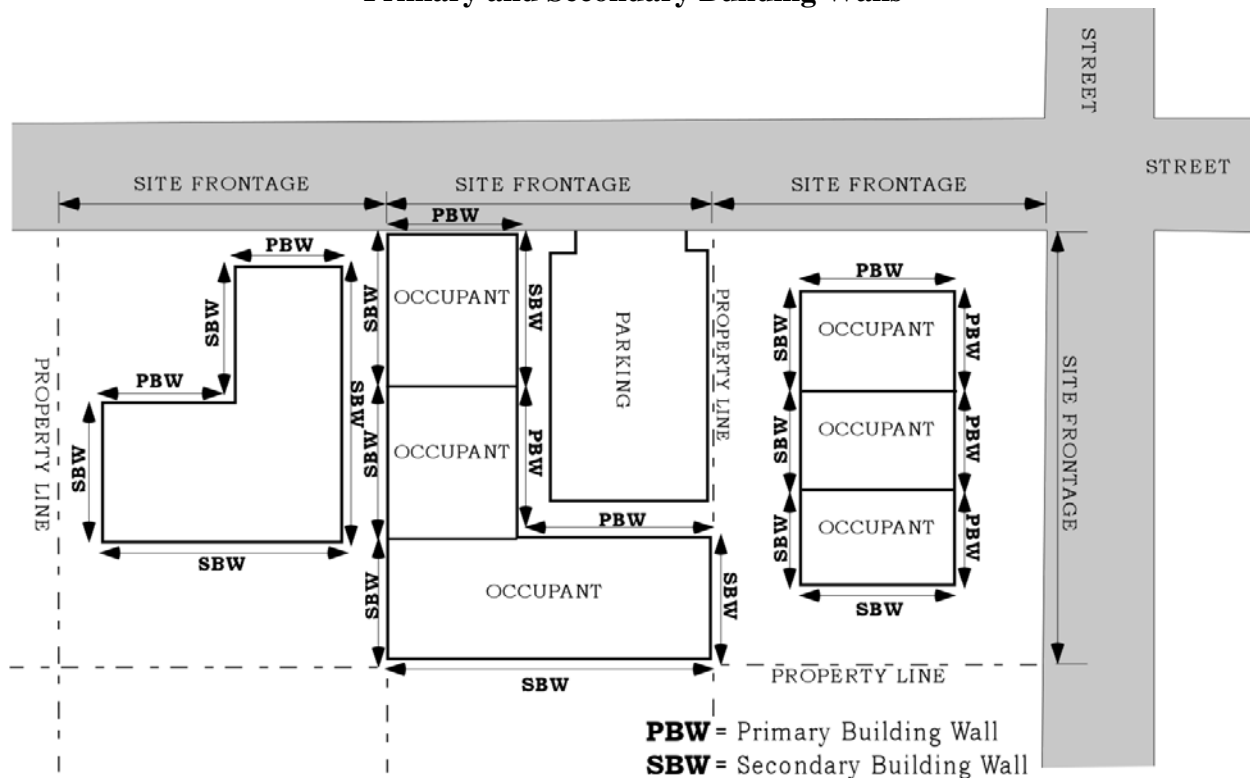 Primary and Secondary Building Walls
STREET
STREET
SITE FRONTAGE
SITE FRONTAGE
SITE FRONTAGE
PBW
PBW
PBW
SBW
SBW
OCCUPANT
SBW
PARKING
PROPERTY LINE
SBW
OCCUPANT
PBW
PROPERTY LINE
PBW
SBW
SBW
OCCUPANT
PBW
SBW
OCCUPANT
PBW
SITE FRONTAGE
SBW
PBW
SBW
OCCUPANT
PBW
SBW
SBW
OCCUPANT
SBW
SBW
SBW
PROPERTY LINE
PBW = Primary Building Wall
SBW = Secondary Building Wall